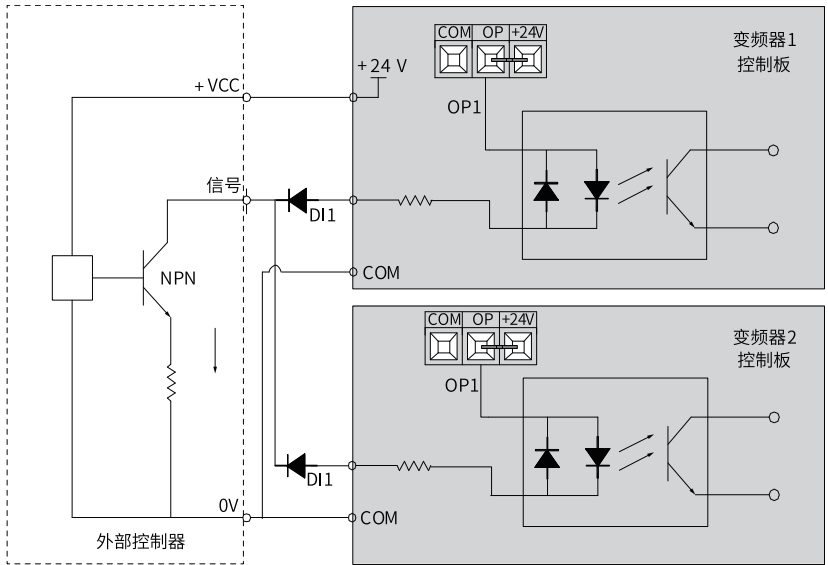 COM OP +24V
变频器1
控制板
+24 V
+VCC
OP1
信号
DI1
COM
NPN
COM OP +24V
变频器2
控制板
OP1
DI1
0V
COM
外部控制器